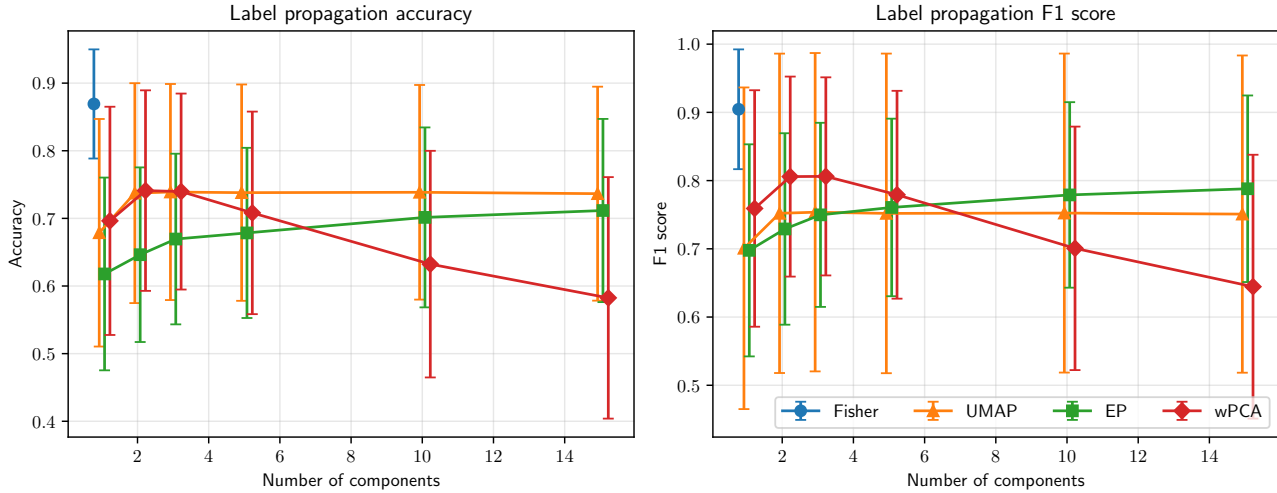 Label propagation accuracy
Accuracy
0.9
0.8
0.7
0.6
0.5
0.4
2 4 6 8 10 12 14
Number of components
Label propagation F1 score
F1 score
1.0
0.9
0.8
0.7
0.6
0.5
Fisher UMAP EP wPCA
2 4 6 8 10 12 14
Number of components